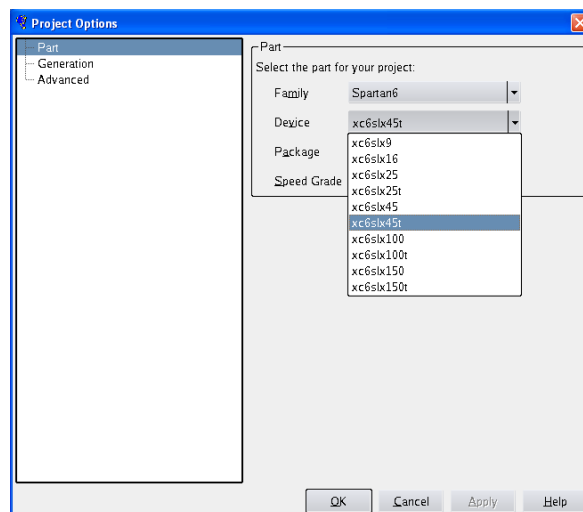 Project Options
Part
Generation
Advanced
Part
Select the part for your project:
Family Spartan6
Device xc6slx45t
Package
Speed Grade
xc6slx9
xc6slx16
xc6slx25
xc6slx25t
xc6slx45
xc6slx45t
xc6slx100
xc6slx100t
xc6slx150
xc6slx150t
OK Cancel Apply Help